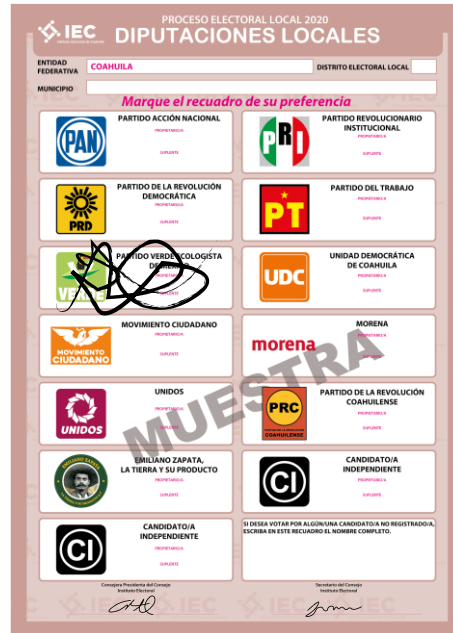 PROCESO ELECTORAL LOCAL 2020
IEC
DIPUTACIONES LOCALES
ENTIDAD FEDERATIVA
COAHUILA
DISTRITO ELECTORAL LOCAL
MUNICIPIO
Marque el recuadro de su preferencia
PAN
PARTIDO ACCIÓN NACIONAL
PROPIETARIO/A
SUPLENTE
PRI
PARTIDO REVOLUCIONARIO
INSTITUCIONAL
PROPIETARIO/A
SUPLENTE
PRD
PARTIDO DE LA REVOLUCIÓN
DEMOCRÁTICA
PROPIETARIO/A
SUPLENTE
PT
PARTIDO DEL TRABAJO
PROPIETARIO/A
SUPLENTE
VERDE
PARTIDO VERDE ECOLOGISTA
DE MÉXICO
PROPIETARIO/A
SUPLENTE
UDC
UNIDAD DEMOCRÁTICA
DE COAHUILA
PROPIETARIO/A
SUPLENTE
MOVIMIENTO
CIUDADANO
MOVIMIENTO CIUDADANO
PROPIETARIO/A
SUPLENTE
morena
MORENA
PROPIETARIO/A
SUPLENTE
UNIDOS
UNIDOS
PROPIETARIO/A
SUPLENTE
PRC
COAHUILENSE
PARTIDO DE LA REVOLUCIÓN
COAHUILENSE
PROPIETARIO/A
SUPLENTE
MUESTRA
EMILIANO ZAPATA
EMILIANO ZAPATA,
LA TIERRA Y SU PRODUCTO
PROPIETARIO/A
SUPLENTE
CI
CANDIDATO/A
INDEPENDIENTE
PROPIETARIO/A
SUPLENTE
CI
CANDIDATO/A
INDEPENDIENTE
PROPIETARIO/A
SUPLENTE
SI DESEA VOTAR POR ALGÚN/UNA CANDIDATO/A NO REGISTRADO/A,
ESCRIBA EN ESTE RECUADRO EL NOMBRE COMPLETO.
Consejera Presidenta del Consejo
Instituto Electoral
Secretario del Consejo
Instituto Electoral